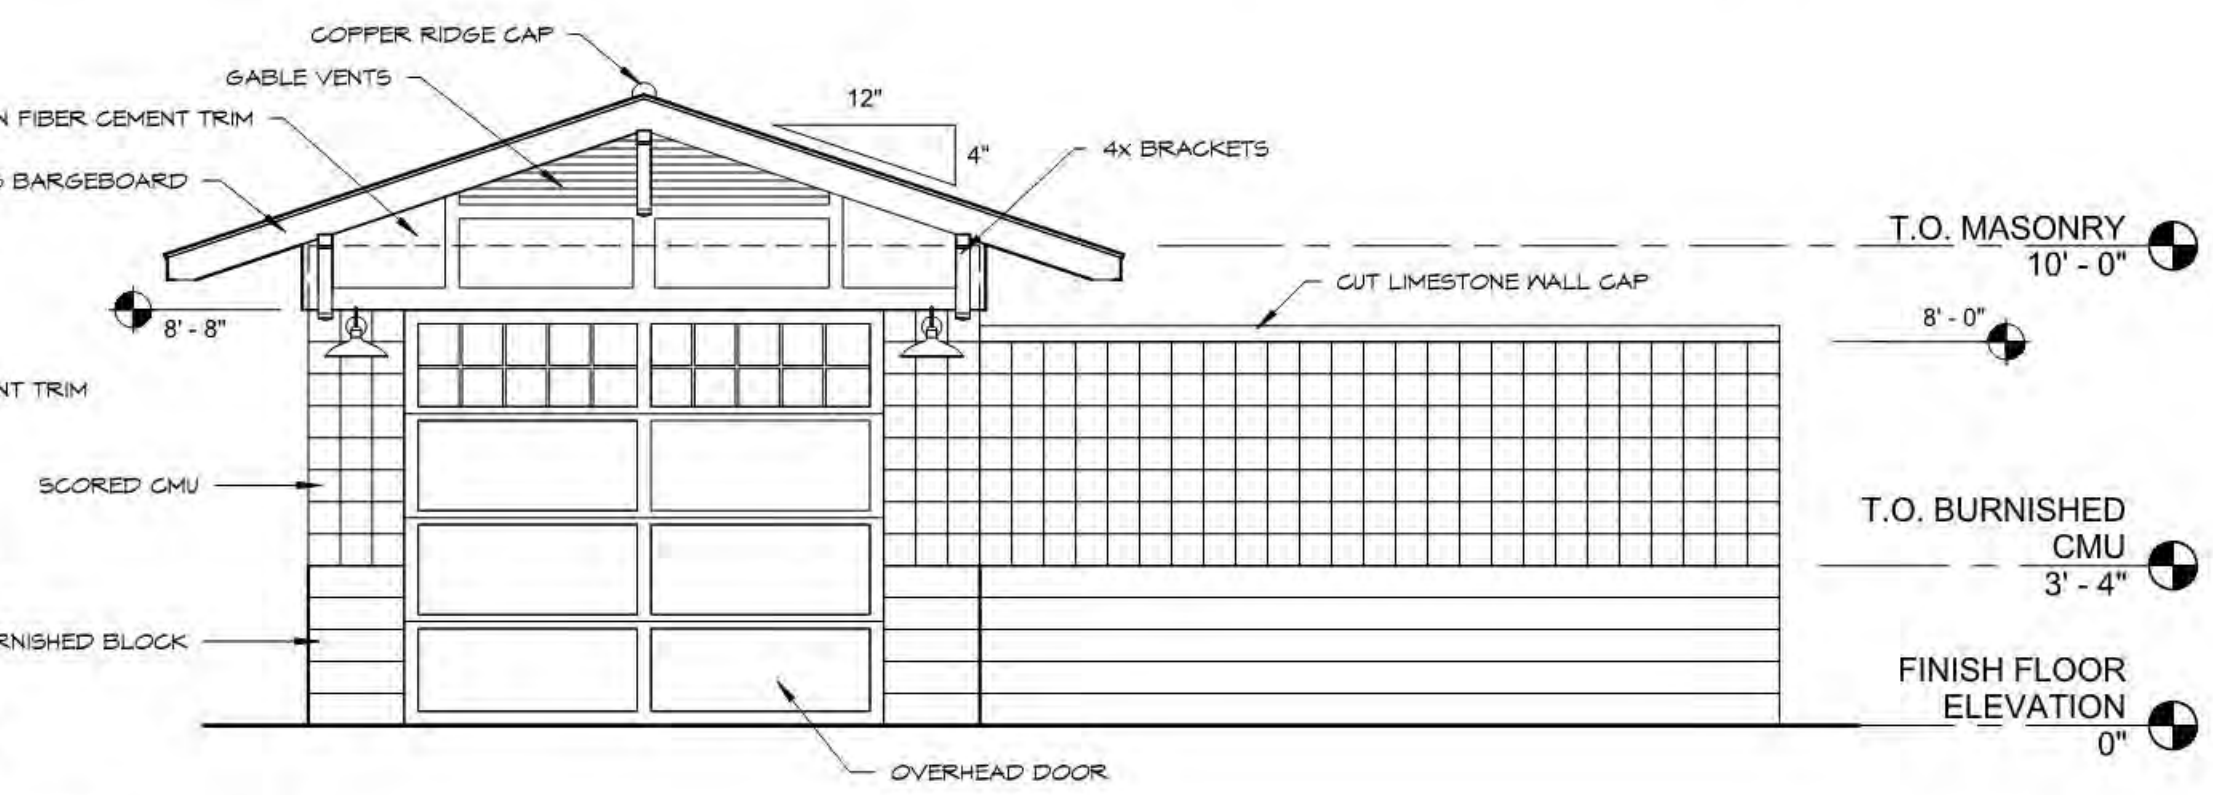 COPPER RIDGE CAP
GABLE VENTS
12"
N FIBER CEMENT TRIM
4"
4x BRACKETS
BARGEBOARD
T.O. MASONRY
10' - 0"
CUT LIMESTONE WALL CAP
8' - 8"
8' - 0"
NT TRIM
SCORED CMU
T.O. BURNISHED
CMU
3' - 4"
RNISHED BLOCK
FINISH FLOOR
ELEVATION
0"
OVERHEAD DOOR